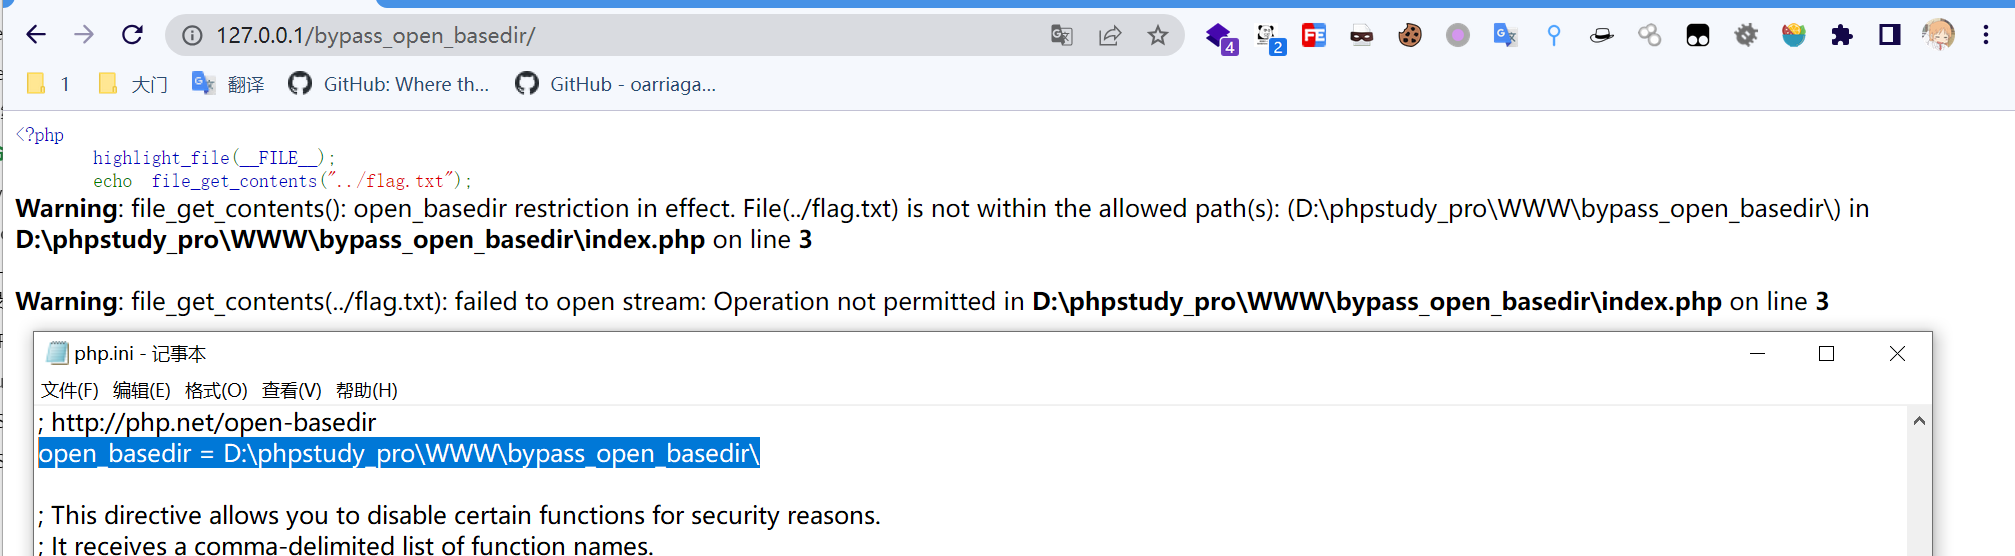 127.0.0.1/bypass_open_basedir/
4
2
FE
1 大门 翻译 GitHub: Where th... GitHub - oarriaga...
<?php
highlight_file(__FILE__);
echo file_get_contents("../flag.txt");
Warning: file_get_contents(): open_basedir restriction in effect. File(../flag.txt) is not within the allowed path(s): (D:\phpstudy_pro\WWW\bypass_open_basedir\) in
D:\phpstudy_pro\WWW\bypass_open_basedir\index.php on line 3
Warning: file_get_contents(../flag.txt): failed to open stream: Operation not permitted in D:\phpstudy_pro\WWW\bypass_open_basedir\index.php on line 3
php.ini - 记事本
文件(F) 编辑(E) 格式(O) 查看(V) 帮助(H)
; http://php.net/open-basedir
open_basedir = D:\phpstudy_pro\WWW\bypass_open_basedir\
; This directive allows you to disable certain functions for security reasons.
; It receives a comma-delimited list of function names.